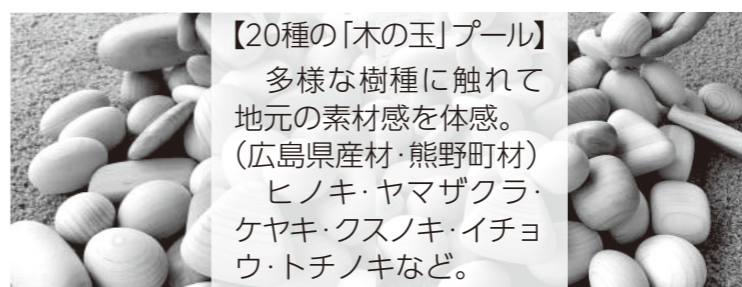 【20種の「木の玉」プール】
　多様な樹種に触れて
地元の素材感を体感。
（広島県産材・熊野町材）
　ヒノキ・ヤマザクラ・
ケヤキ・クスノキ・イチョ
ウ・トチノキなど。